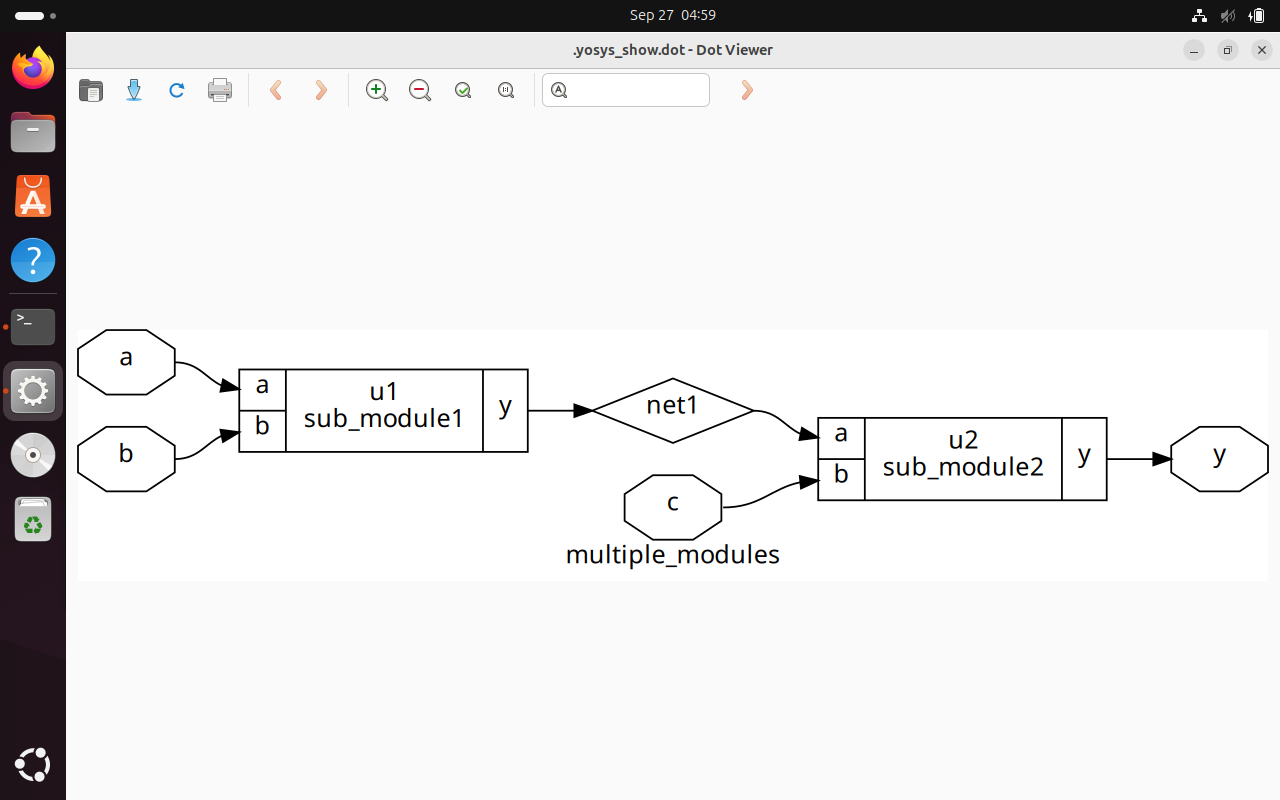 Sep 27 04:59
.yosys_show.dot - Dot Viewer
a
b
a
b
u1
sub_module1
y
net1
c
a
b
u2
sub_module2
y
y
multiple_modules